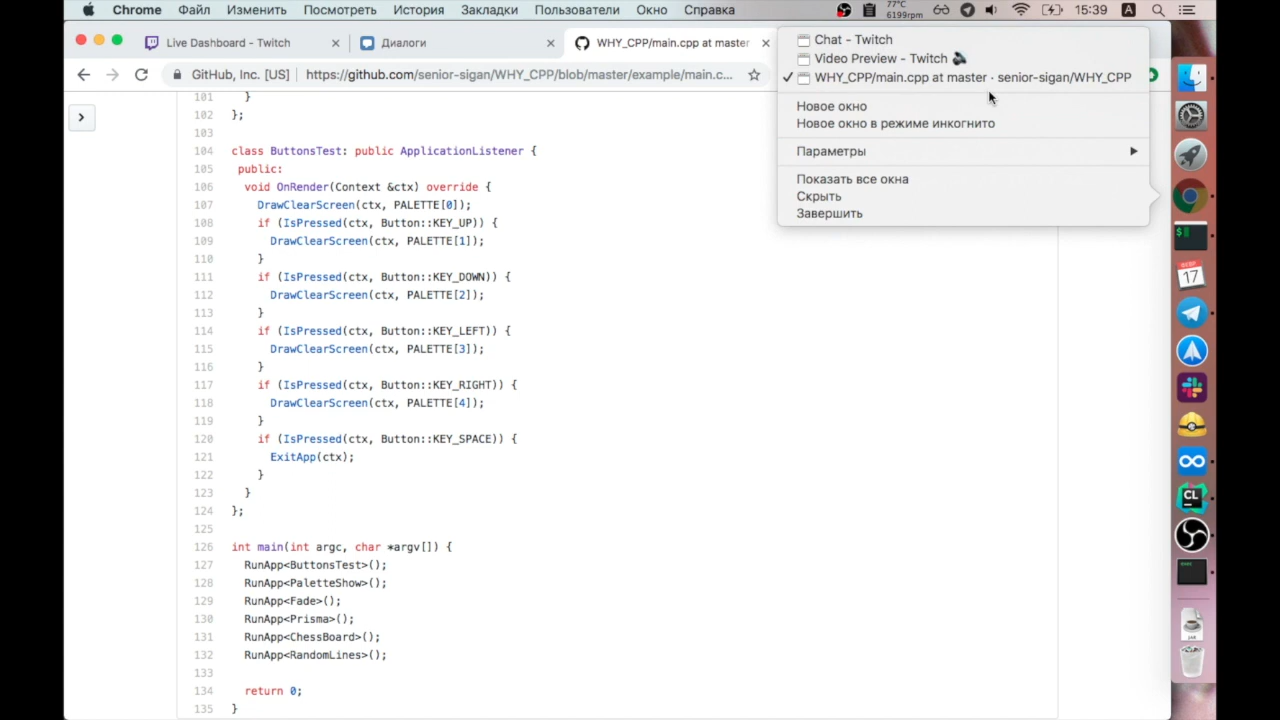 Chrome Файл Изменить Посмотреть История Закладки Пользователи Окно Справка 77°C 6199rpm 15:39 A
Live Dashboard - Twitch × Диалоги × WHY_CPP/main.cpp at master ×
GitHub, Inc. [US] https://github.com/senior-sigan/WHY_CPP/blob/master/example/main.c...
Chat - Twitch
Video Preview - Twitch
WHY_CPP/main.cpp at master · senior-sigan/WHY_CPP
Новое окно
Новое окно в режиме инкогнито
Параметры
Показать все окна
Скрыть
Завершить
101 }
102 };
103
104 class ButtonsTest: public ApplicationListener {
105 public:
106 void OnRender(Context &ctx) override {
107 DrawClearScreen(ctx, PALETTE[0]);
108 if (IsPressed(ctx, Button::KEY_UP)) {
109 DrawClearScreen(ctx, PALETTE[1]);
110 }
111 if (IsPressed(ctx, Button::KEY_DOWN)) {
112 DrawClearScreen(ctx, PALETTE[2]);
113 }
114 if (IsPressed(ctx, Button::KEY_LEFT)) {
115 DrawClearScreen(ctx, PALETTE[3]);
116 }
117 if (IsPressed(ctx, Button::KEY_RIGHT)) {
118 DrawClearScreen(ctx, PALETTE[4]);
119 }
120 if (IsPressed(ctx, Button::KEY_SPACE)) {
121 ExitApp(ctx);
122 }
123 }
124 };
125
126 int main(int argc, char *argv[]) {
127 RunApp<ButtonsTest>();
128 RunApp<PaletteShow>();
129 RunApp<Fade>();
130 RunApp<Prisma>();
131 RunApp<ChessBoard>();
132 RunApp<RandomLines>();
133
134 return 0;
135 }
$
17
CL
JAR